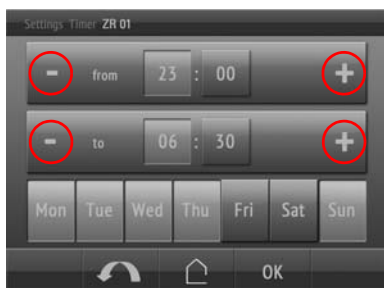 Settings Timer ZR 01
- from 23 : 00 +
- to 06 : 30 +
Mon Tue Wed Thu Fri Sat Sun
OK